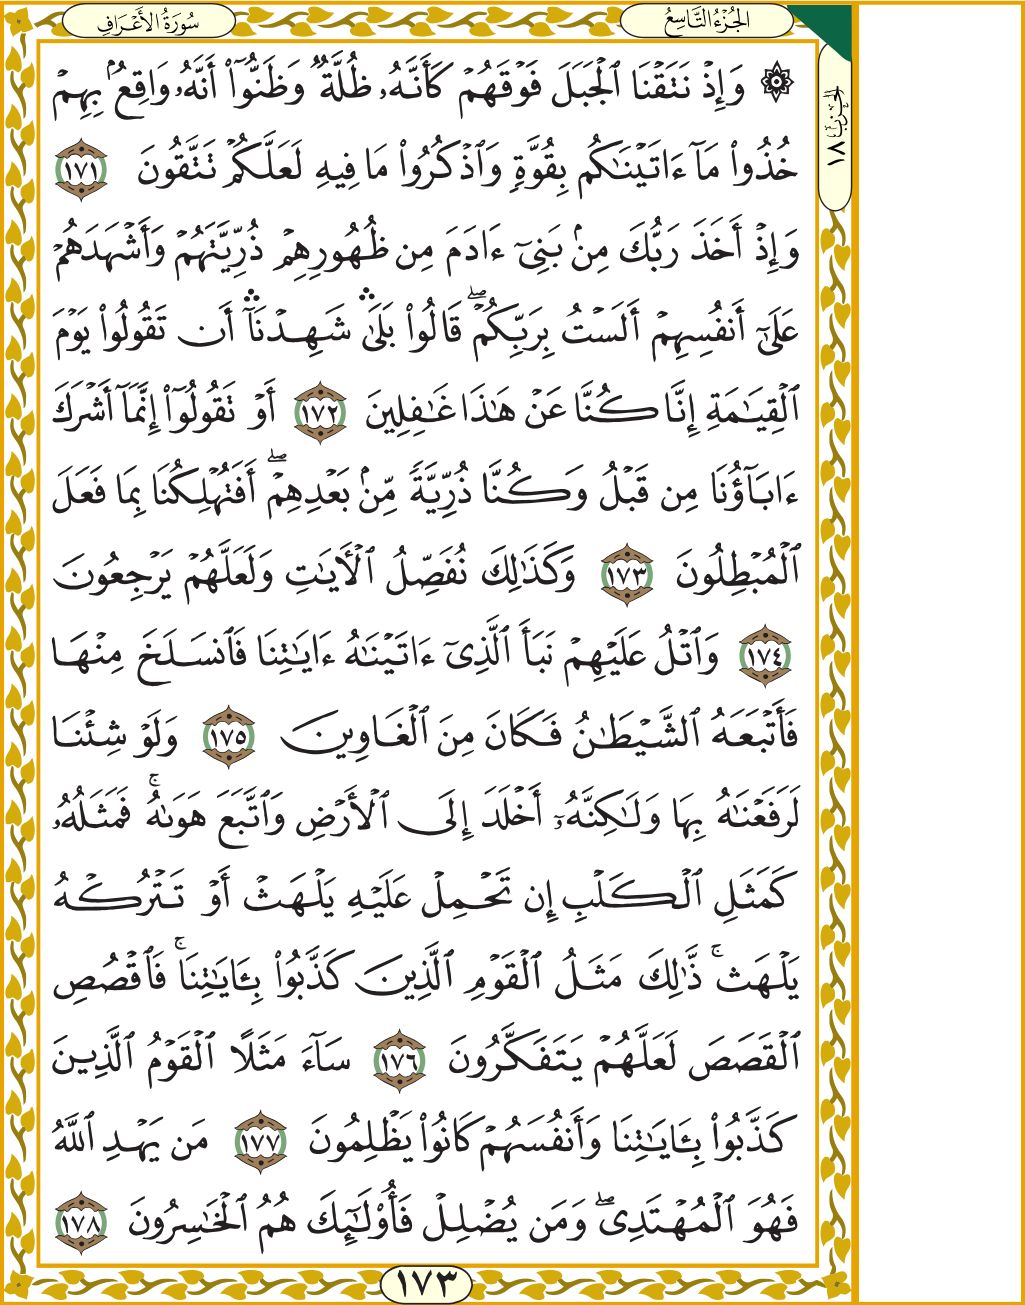 سُورَةُ الأَعْرَافِ
الجُزْءُ التَّاسِعُ
الحزب ١٨
۞ وَإِذْ نَتَقْنَا ٱلْجَبَلَ فَوْقَهُمْ كَأَنَّهُۥ ظُلَّةٌ وَظَنُّوٓا۟ أَنَّهُۥ وَاقِعٌۢ بِهِمْ
خُذُوا۟ مَآ ءَاتَيْنَـٰكُم بِقُوَّةٍ وَٱذْكُرُوا۟ مَا فِيهِ لَعَلَّكُمْ تَتَّقُونَ ١٧١
وَإِذْ أَخَذَ رَبُّكَ مِنۢ بَنِىٓ ءَادَمَ مِن ظُهُورِهِمْ ذُرِّيَّتَهُمْ وَأَشْهَدَهُمْ
عَلَىٰٓ أَنفُسِهِمْ أَلَسْتُ بِرَبِّكُمْ ۖ قَالُوا۟ بَلَىٰ ۛ شَهِدْنَآ ۛ أَن تَقُولُوا۟ يَوْمَ
ٱلْقِيَـٰمَةِ إِنَّا كُنَّا عَنْ هَـٰذَا غَـٰفِلِينَ ١٧٢ أَوْ تَقُولُوٓا۟ إِنَّمَآ أَشْرَكَ
ءَابَآؤُنَا مِن قَبْلُ وَكُنَّا ذُرِّيَّةً مِّنۢ بَعْدِهِمْ ۖ أَفَتُهْلِكُنَا بِمَا فَعَلَ
ٱلْمُبْطِلُونَ ١٧٣ وَكَذَٰلِكَ نُفَصِّلُ ٱلْـَٔايَـٰتِ وَلَعَلَّهُمْ يَرْجِعُونَ
١٧٤ وَٱتْلُ عَلَيْهِمْ نَبَأَ ٱلَّذِىٓ ءَاتَيْنَـٰهُ ءَايَـٰتِنَا فَٱنسَلَخَ مِنْهَا
فَأَتْبَعَهُ ٱلشَّيْطَـٰنُ فَكَانَ مِنَ ٱلْغَاوِينَ ١٧٥ وَلَوْ شِئْنَا
لَرَفَعْنَـٰهُ بِهَا وَلَـٰكِنَّهُۥٓ أَخْلَدَ إِلَى ٱلْأَرْضِ وَٱتَّبَعَ هَوَىٰهُ ۚ فَمَثَلُهُۥ
كَمَثَلِ ٱلْكَلْبِ إِن تَحْمِلْ عَلَيْهِ يَلْهَثْ أَوْ تَتْرُكْهُ
يَلْهَث ۚ ذَّٰلِكَ مَثَلُ ٱلْقَوْمِ ٱلَّذِينَ كَذَّبُوا۟ بِـَٔايَـٰتِنَا ۚ فَٱقْصُصِ
ٱلْقَصَصَ لَعَلَّهُمْ يَتَفَكَّرُونَ ١٧٦ سَآءَ مَثَلًا ٱلْقَوْمُ ٱلَّذِينَ
كَذَّبُوا۟ بِـَٔايَـٰتِنَا وَأَنفُسَهُمْ كَانُوا۟ يَظْلِمُونَ ١٧٧ مَن يَهْدِ ٱللَّهُ
فَهُوَ ٱلْمُهْتَدِى ۖ وَمَن يُضْلِلْ فَأُو۟لَـٰٓئِكَ هُمُ ٱلْخَـٰسِرُونَ ١٧٨
١٧٣